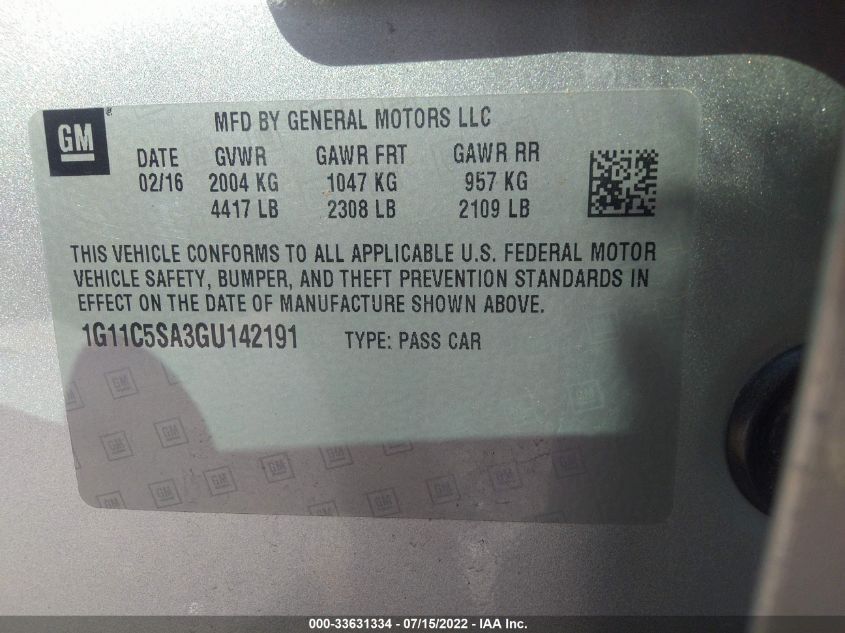 GM
MFD BY GENERAL MOTORS LLC
DATE GVWR GAWR FRT GAWR RR
02/16 2004 KG 1047 KG 957 KG
4417 LB 2308 LB 2109 LB
THIS VEHICLE CONFORMS TO ALL APPLICABLE U.S. FEDERAL MOTOR
VEHICLE SAFETY, BUMPER, AND THEFT PREVENTION STANDARDS IN
EFFECT ON THE DATE OF MANUFACTURE SHOWN ABOVE.
1G11C5SA3GU142191 TYPE: PASS CAR
000-33631334 - 07/15/2022 - IAA Inc.